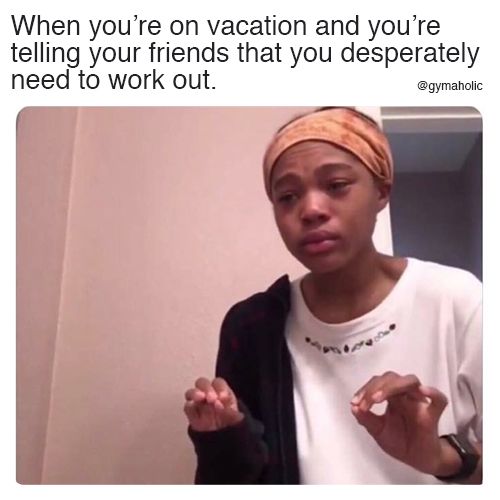 When you’re on vacation and you’re
telling your friends that you desperately
need to work out.
@gymaholic